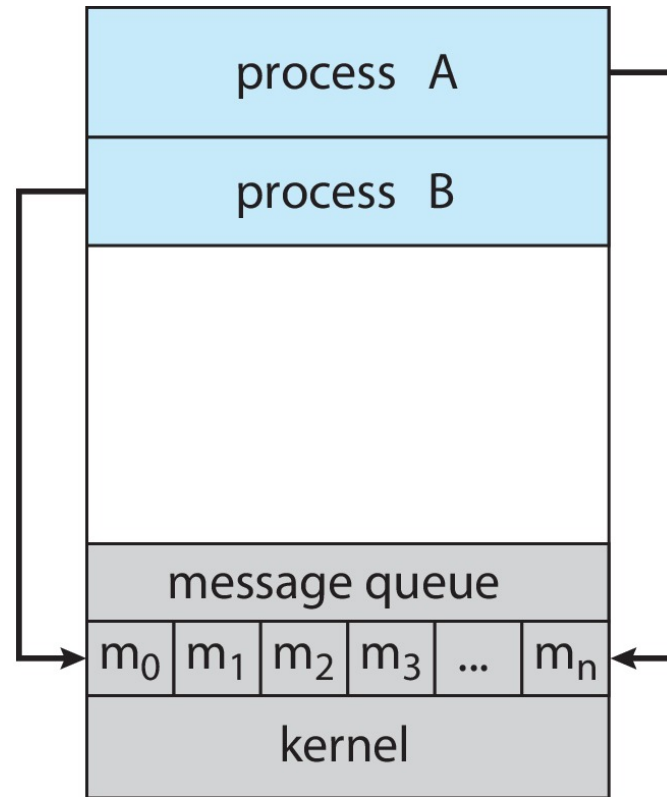 process A
process B
message queue
m₀ m₁ m₂ m₃ ... mₙ
kernel